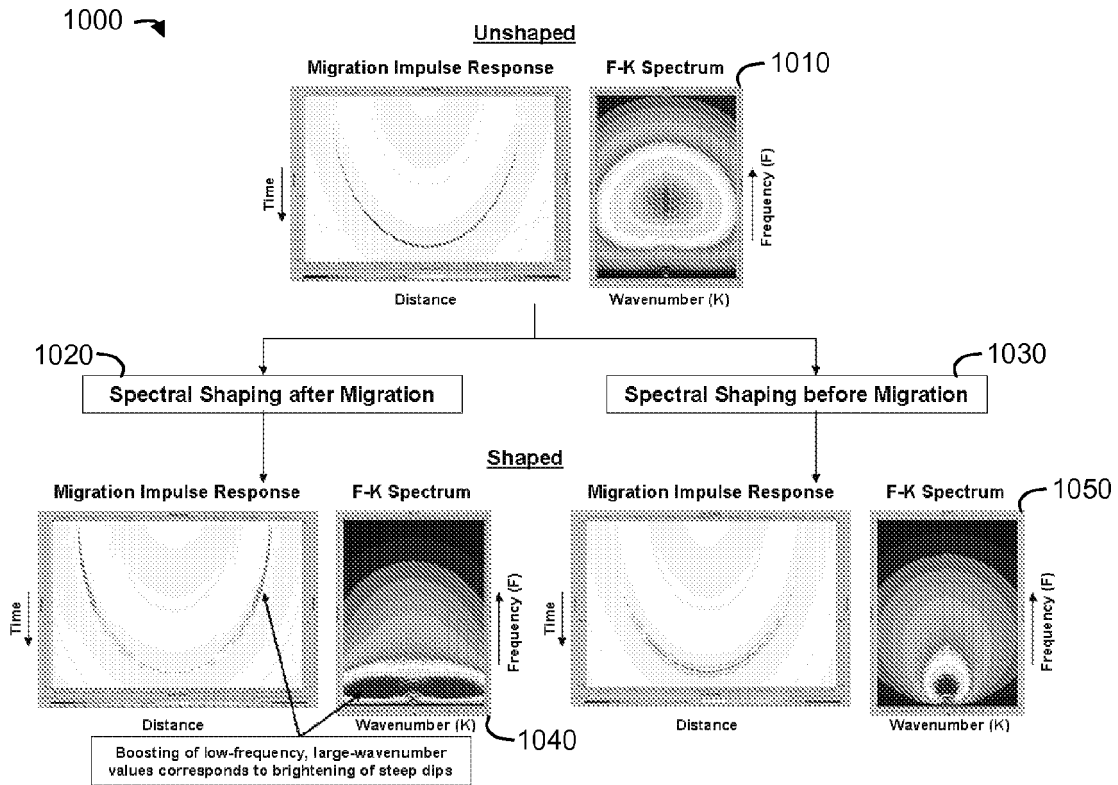 1000
Unshaped
Migration Impulse Response
F-K Spectrum
1010
Time
Frequency (F)
Distance
Wavenumber (K)
1020
1030
Spectral Shaping after Migration
Spectral Shaping before Migration
Shaped
Migration Impulse Response
F-K Spectrum
Migration Impulse Response
F-K Spectrum
1050
Time
Frequency (F)
Time
Frequency (F)
Distance
Wavenumber (K)
1040
Distance
Wavenumber (K)
Boosting of low-frequency, large-wavenumber
values corresponds to brightening of steep dips